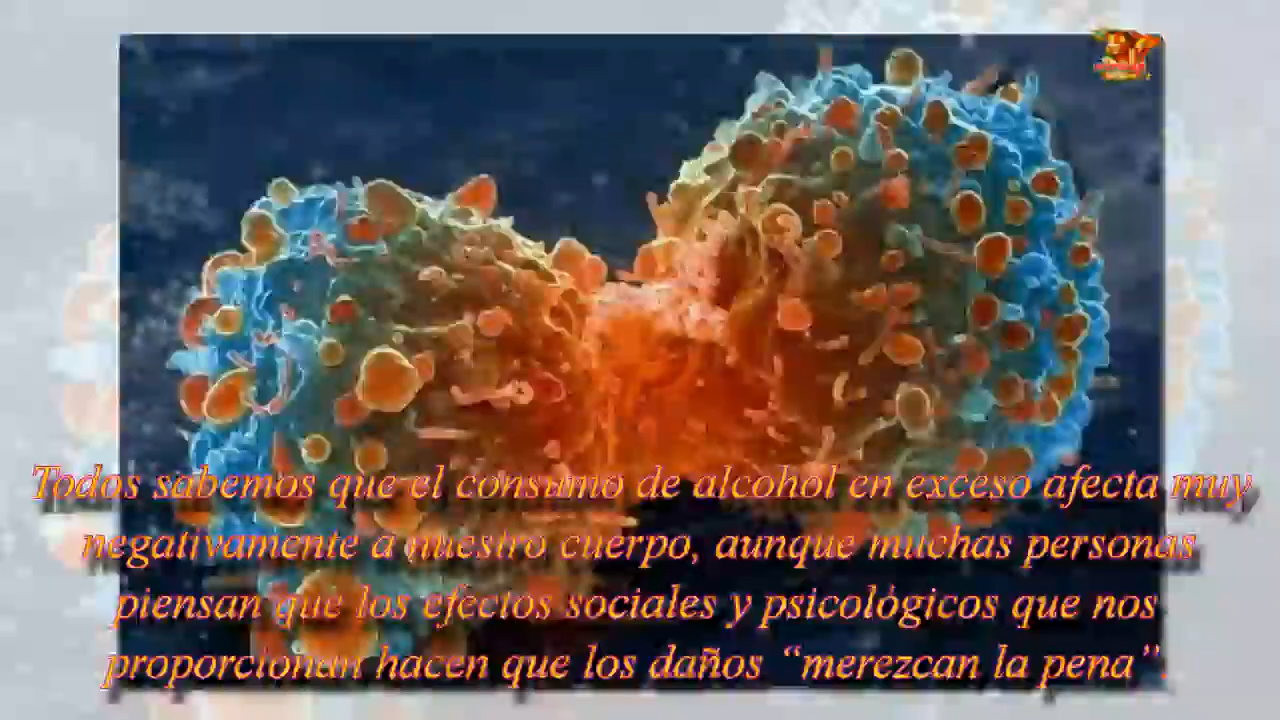 Todos sabemos que el consumo de alcohol en exceso afecta muy
negativamente a nuestro cuerpo, aunque muchas personas
piensan que los efectos sociales y psicológicos que nos
proporcionan hacen que los daños “merezcan la pena”.